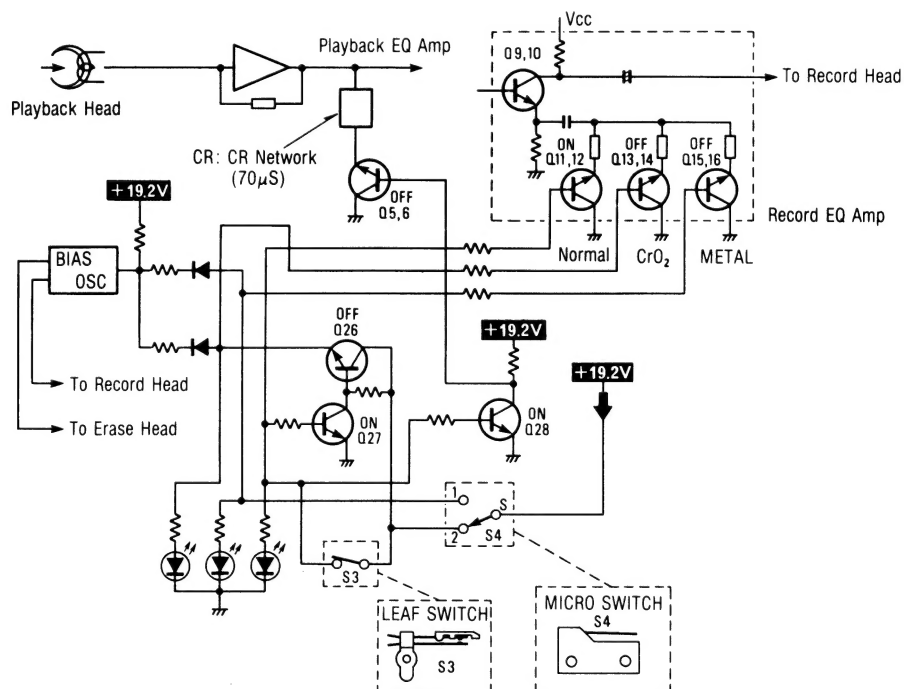 Vcc
Q9,10
Playback EQ Amp
To Record Head
Playback Head
CR: CR Network
(70μS)
ON
Q11,12
OFF
Q13,14
OFF
Q15,16
OFF
Q5,6
Record EQ Amp
+19.2V
Normal
CrO₂
METAL
BIAS
OSC
OFF
Q26
+19.2V
+19.2V
To Record Head
To Erase Head
ON
Q27
ON
Q28
1
S
2
S4
S3
LEAF SWITCH
S3
MICRO SWITCH
S4